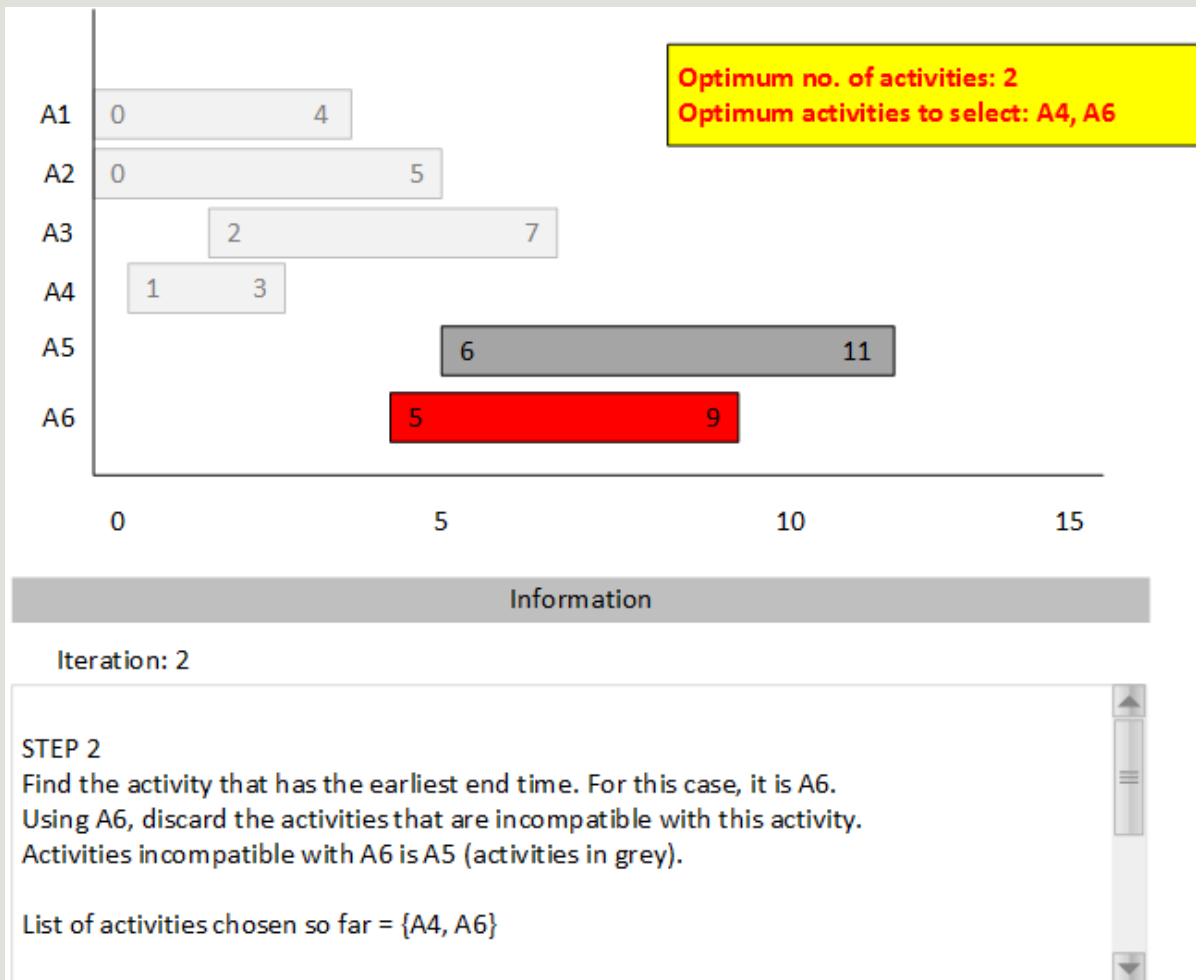 Optimum no. of activities: 2
Optimum activities to select: A4, A6
A1 0 4
A2 0 5
A3 2 7
A4 1 3
A5 6 11
A6 5 9
0 5 10 15
Information
Iteration: 2
STEP 2
Find the activity that has the earliest end time. For this case, it is A6.
Using A6, discard the activities that are incompatible with this activity.
Activities incompatible with A6 is A5 (activities in grey).
List of activities chosen so far = {A4, A6}